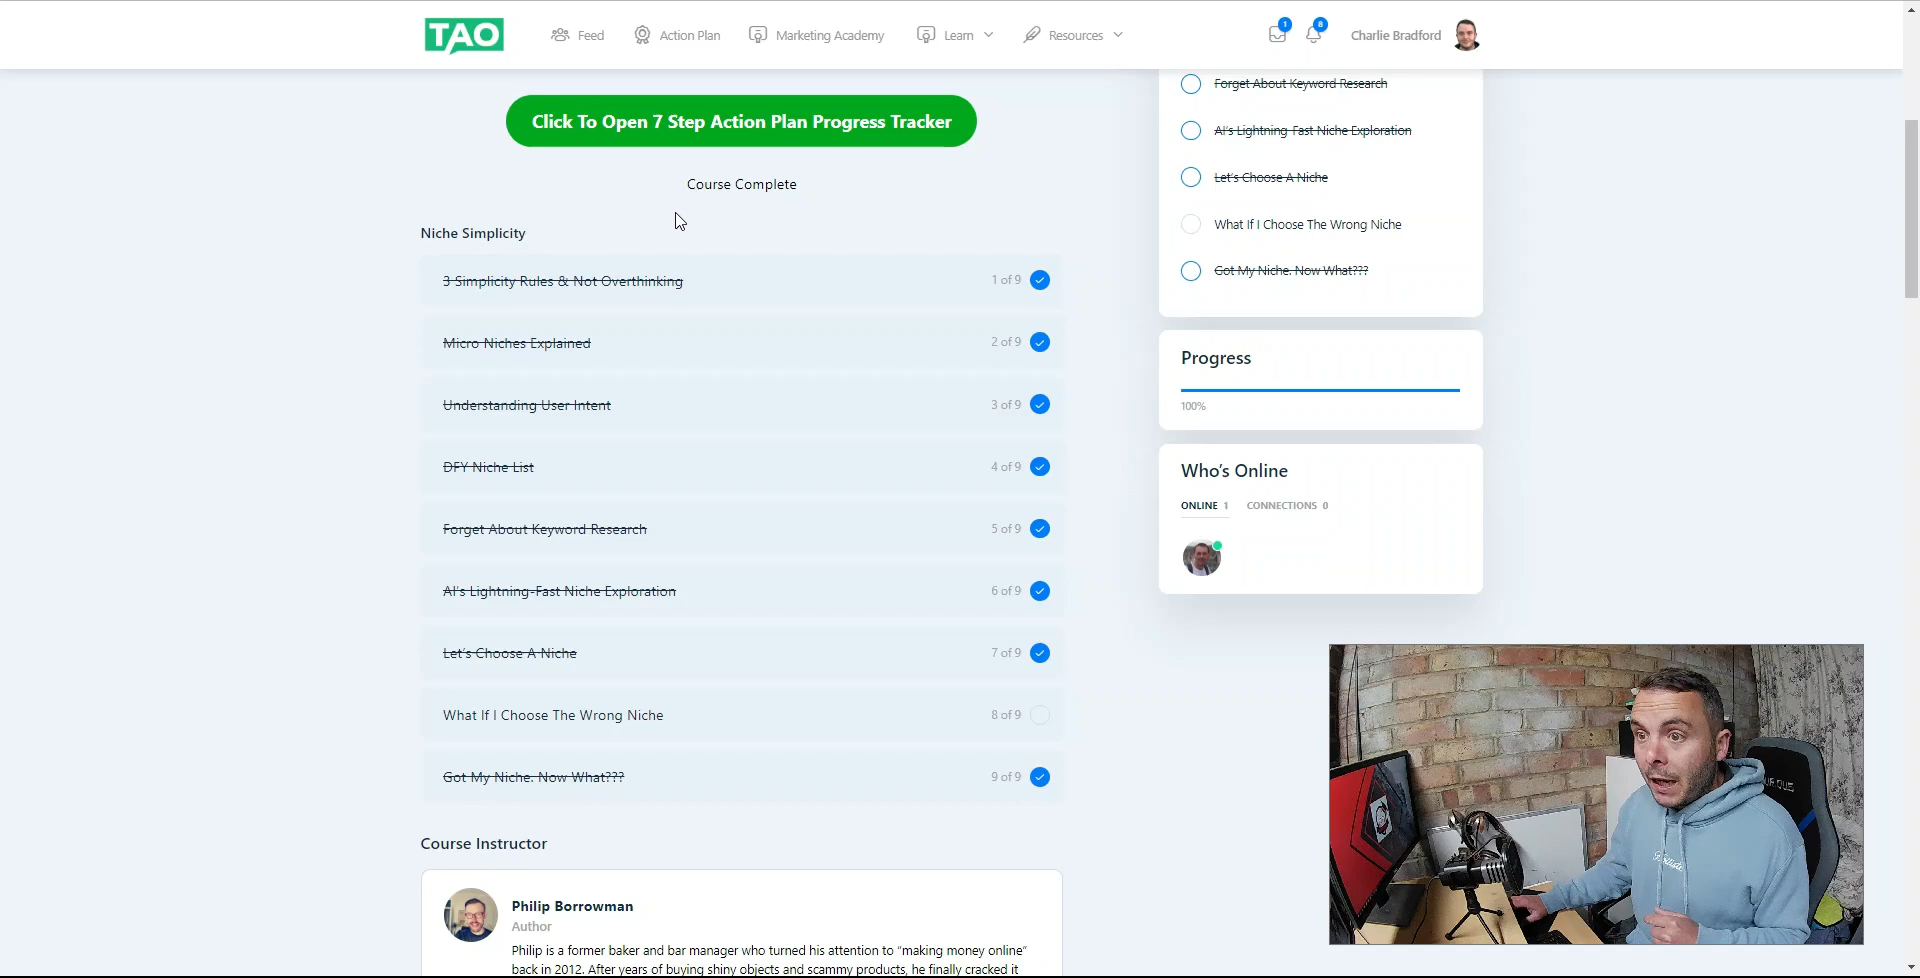 TAO
Feed
Action Plan
Marketing Academy
Learn
Resources
1
8
Charlie Bradford
Click To Open 7 Step Action Plan Progress Tracker
Course Complete
Niche Simplicity
3 Simplicity Rules & Not Overthinking
1 of 9
Micro Niches Explained
2 of 9
Understanding User Intent
3 of 9
DFY Niche List
4 of 9
Forget About Keyword Research
5 of 9
AI's Lightning-Fast Niche Exploration
6 of 9
Let's Choose A Niche
7 of 9
What If I Choose The Wrong Niche
8 of 9
Got My Niche. Now What???
9 of 9
Course Instructor
Philip Borrowman
Author
Philip is a former baker and bar manager who turned his attention to "making money online"
back in 2012. After years of buying shiny objects and scammy products, he finally cracked it
Forget About Keyword Research
AI's Lightning-Fast Niche Exploration
Let's Choose A Niche
What If I Choose The Wrong Niche
Got My Niche. Now What???
Progress
100%
Who's Online
ONLINE 1
CONNECTIONS 0